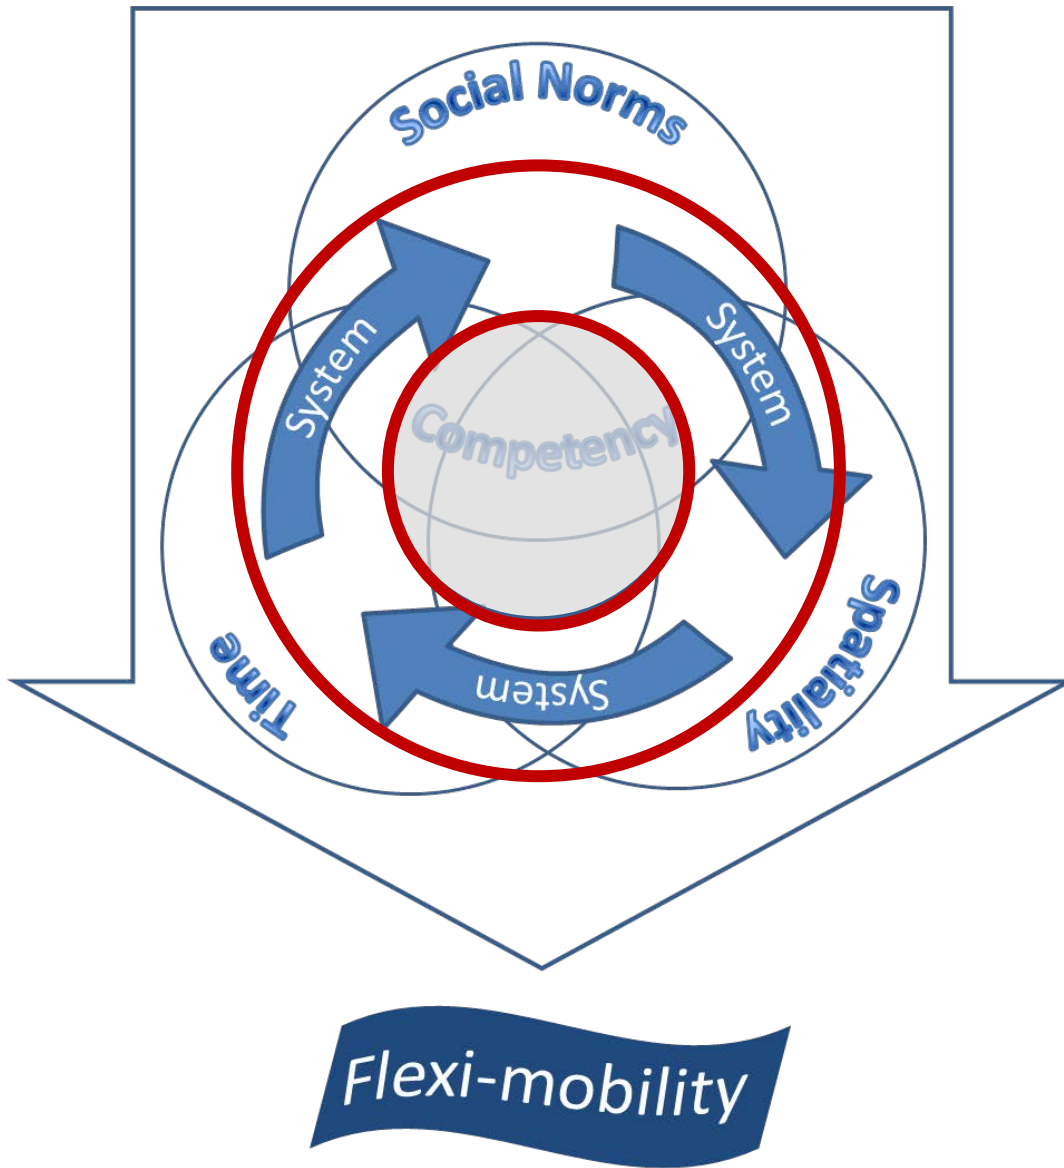 Social Norms
System
System
Competency
Spatiality
Time
System
Flexi-mobility